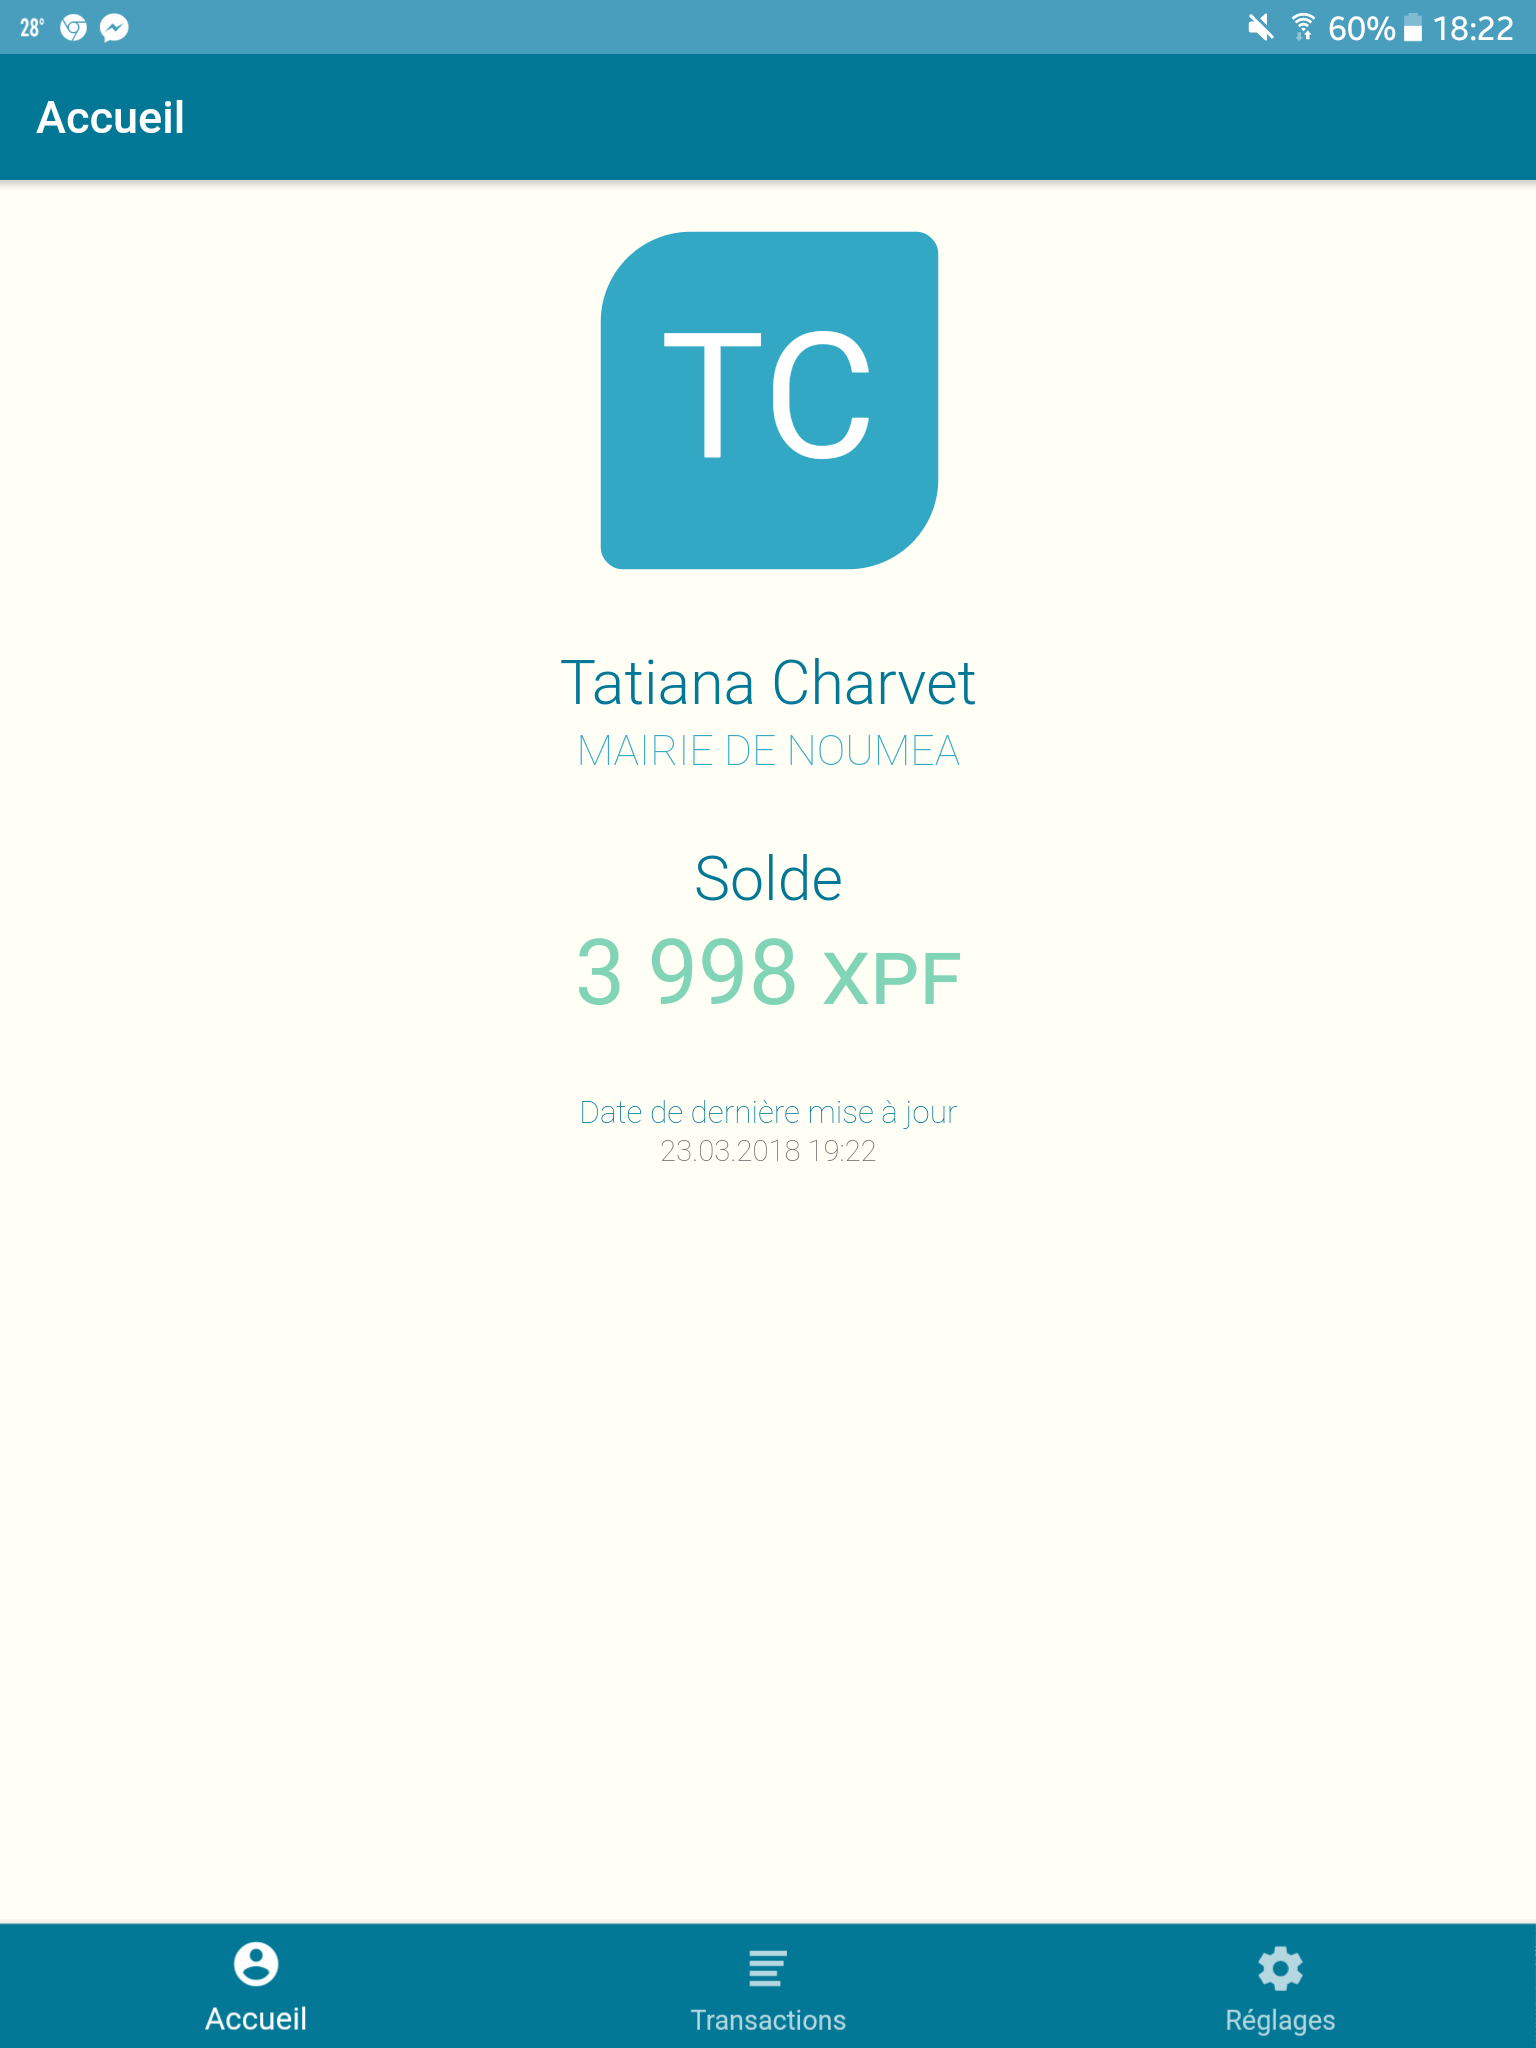 28° 60% 18:22
Accueil
TC
Tatiana Charvet
MAIRIE DE NOUMEA
Solde
3 998 XPF
Date de dernière mise à jour
23.03.2018 19:22
Accueil Transactions Réglages